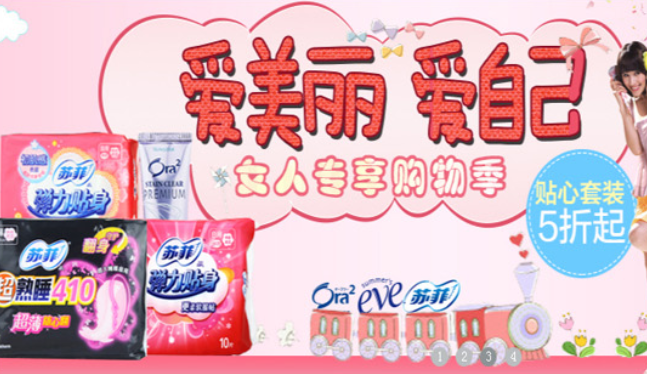 爱美丽 爱自己
女人专享购物季
贴心套装
5折起
苏菲
弹力贴身
Ora²
STAIN CLEAR
PREMIUM
苏菲
超熟睡410
超薄
苏菲
弹力贴身
10片
Ora²
eve
苏菲
1 2 3 4